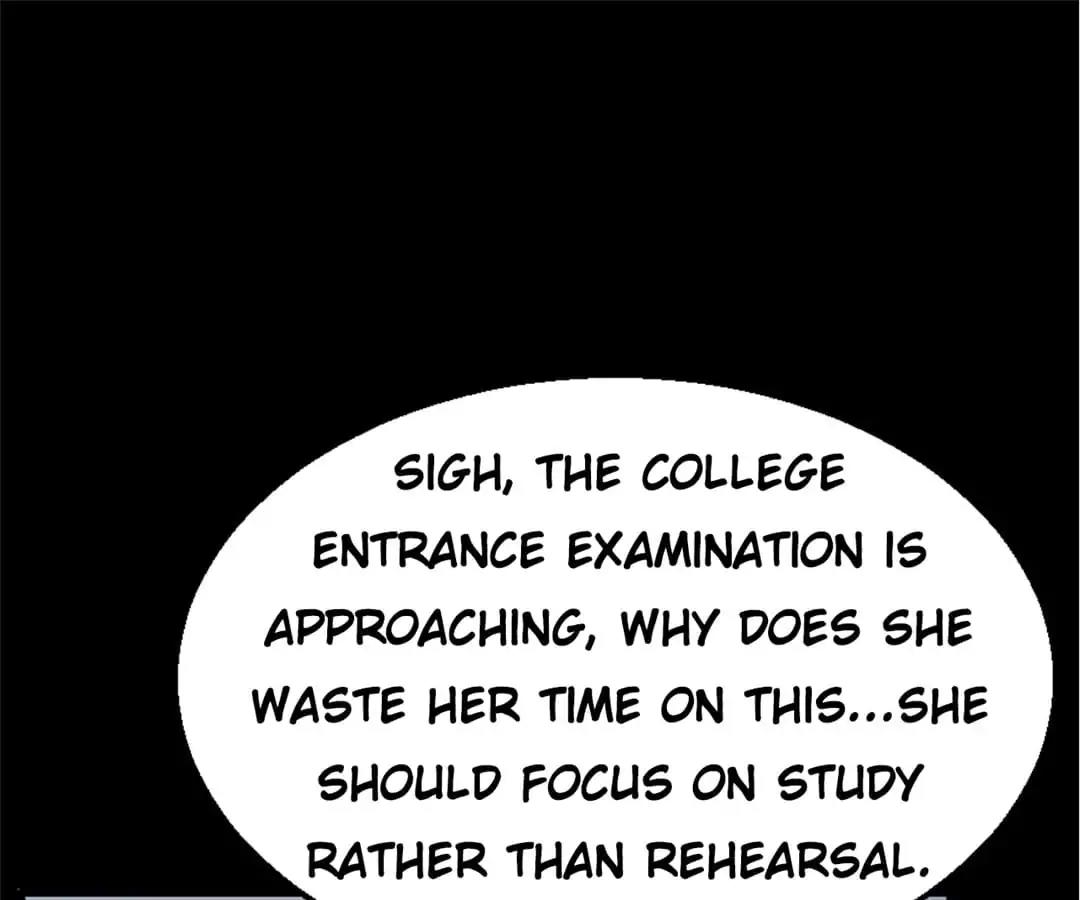 SIGH, THE COLLEGE
ENTRANCE EXAMINATION IS
APPROACHING, WHY DOES SHE
WASTE HER TIME ON THIS...SHE
SHOULD FOCUS ON STUDY
RATHER THAN REHEARSAL.